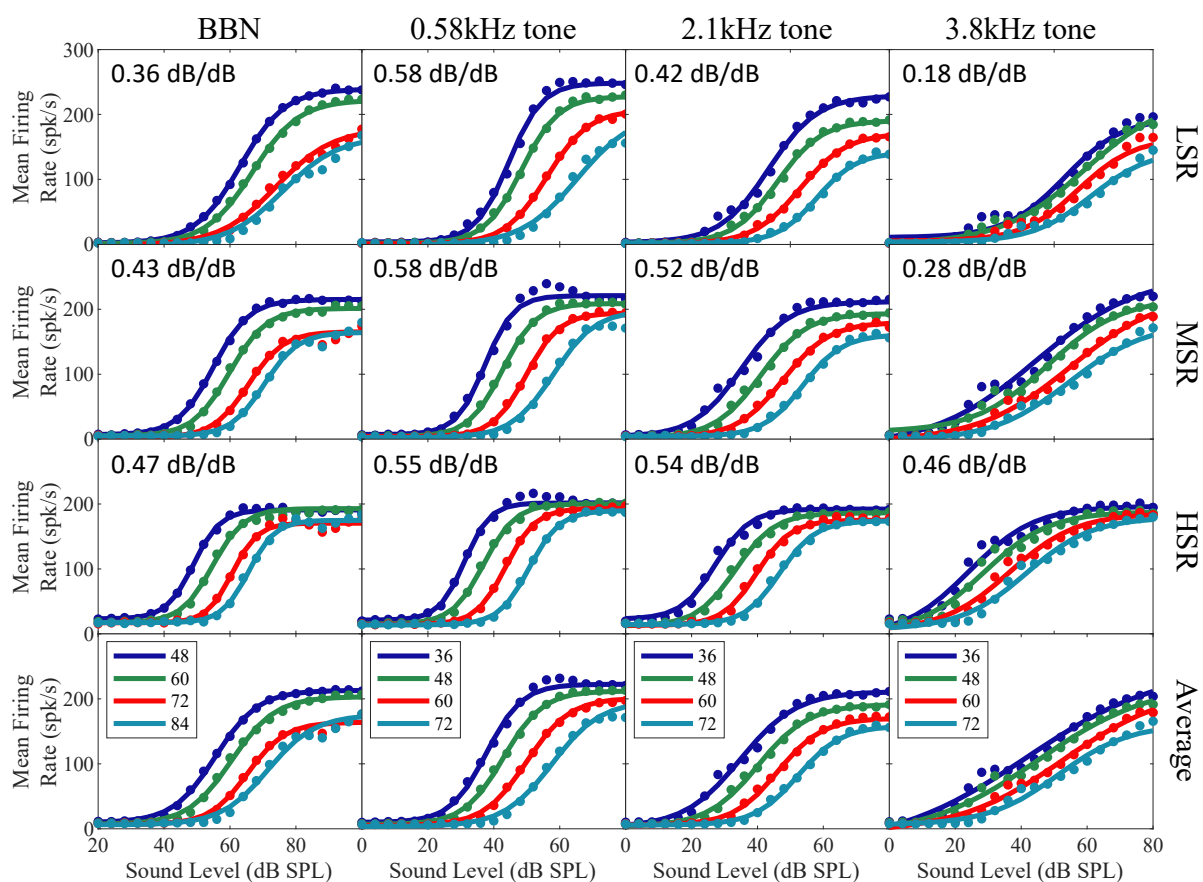 BBN 0.58kHz tone 2.1kHz tone 3.8kHz tone
300
200
100
0
Mean Firing
Rate (spk/s)
0.36 dB/dB 0.58 dB/dB 0.42 dB/dB 0.18 dB/dB
LSR
200
100
0
Mean Firing
Rate (spk/s)
0.43 dB/dB 0.58 dB/dB 0.52 dB/dB 0.28 dB/dB
MSR
200
100
0
Mean Firing
Rate (spk/s)
0.47 dB/dB 0.55 dB/dB 0.54 dB/dB 0.46 dB/dB
HSR
200
100
0
Mean Firing
Rate (spk/s)
48 36 36 36
60 48 48 48
72 60 60 60
84 72 72 72
Average
20 40 60 80 0 20 40 60 0 20 40 60 0 20 40 60 80
Sound Level (dB SPL) Sound Level (dB SPL) Sound Level (dB SPL) Sound Level (dB SPL)